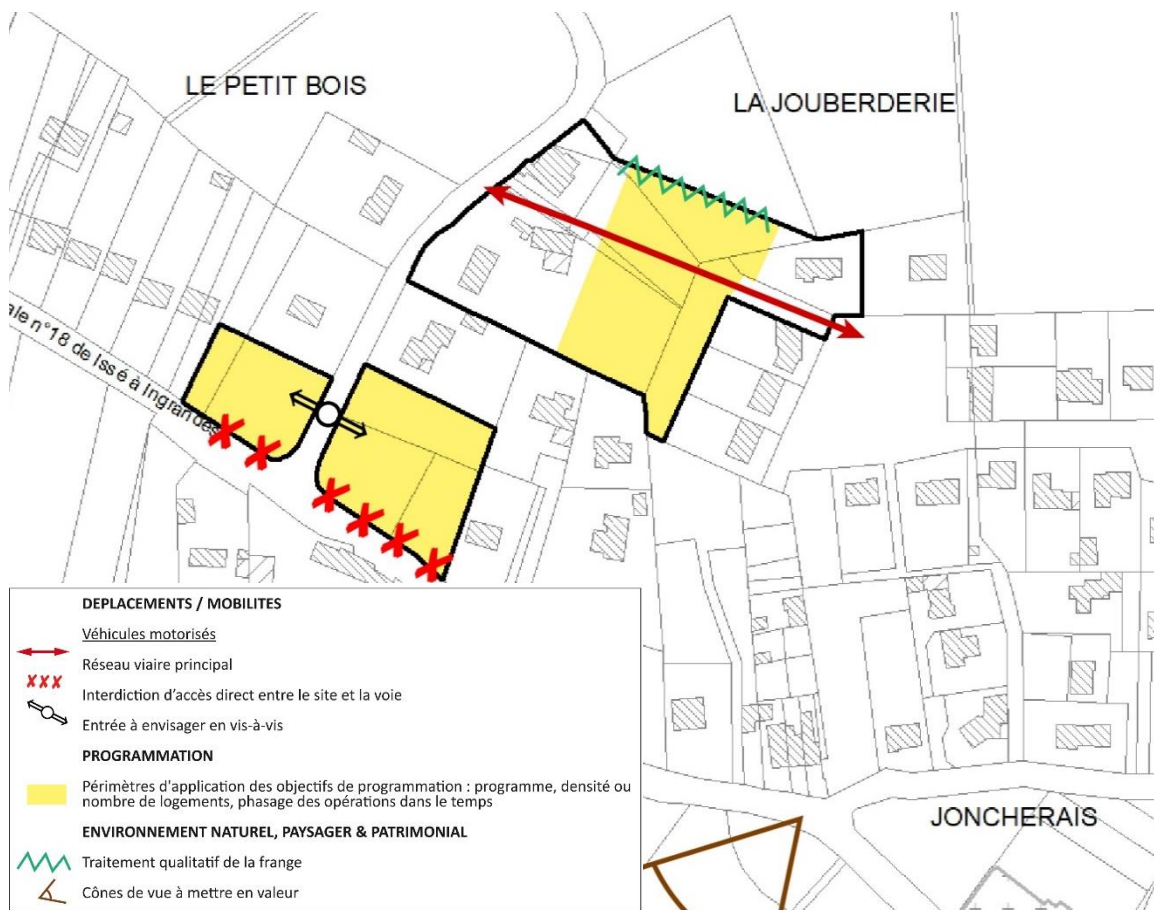 LE PETIT BOIS
LA JOUBERDERIE
ale n°18 de Issé à Ingrandes
DEPLACEMENTS / MOBILITES
Véhicules motorisés
Réseau viaire principal
XXX
Interdiction d'accès direct entre le site et la voie
Entrée à envisager en vis-à-vis
PROGRAMMATION
Périmètres d'application des objectifs de programmation : programme, densité ou
nombre de logements, phasage des opérations dans le temps
ENVIRONNEMENT NATUREL, PAYSAGER & PATRIMONIAL
Traitement qualitatif de la frange
Cônes de vue à mettre en valeur
JONCHERAIS